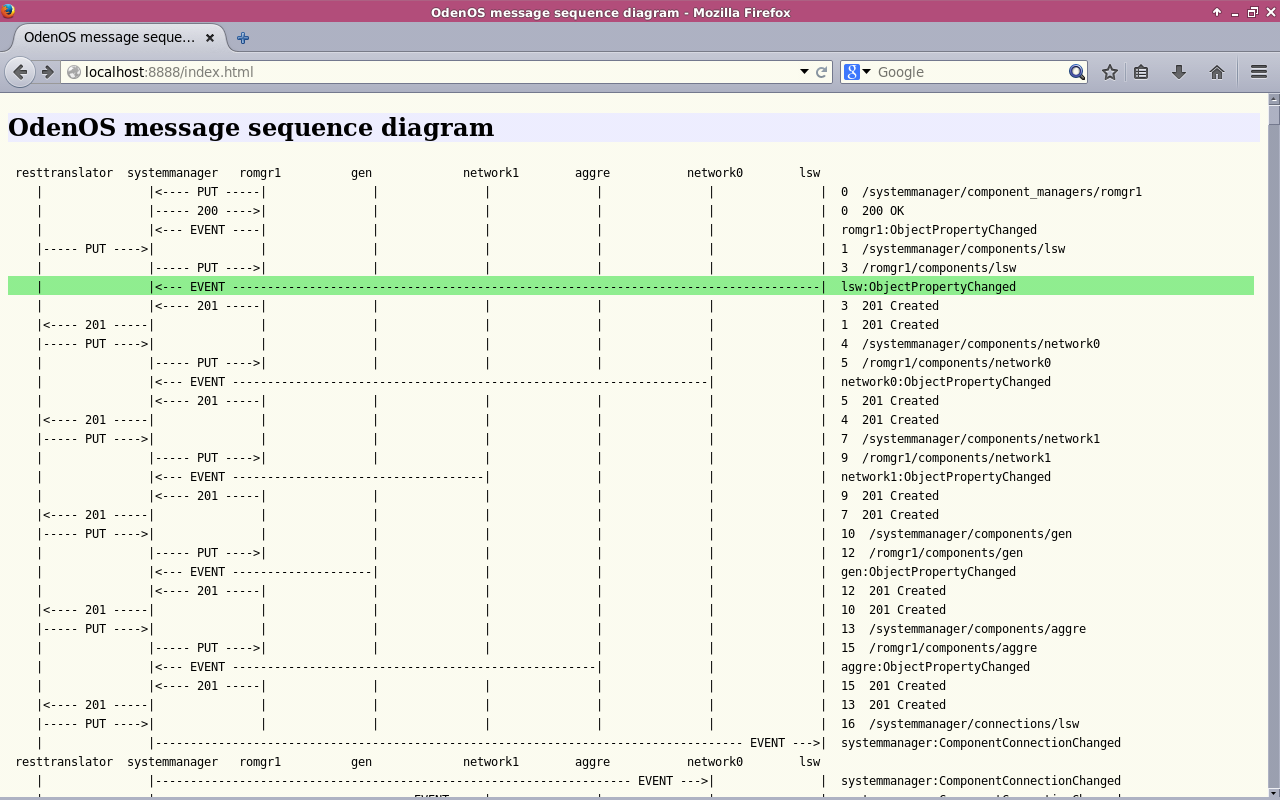 OdenOS message sequence diagram - Mozilla Firefox
OdenOS message seque...
localhost:8888/index.html
Google
OdenOS message sequence diagram
resttranslator  systemmanager   romgr1          gen             network1        aggre           network0        lsw
|               |<---- PUT -----|               |               |               |               |               |  0  /systemmanager/component_managers/romgr1
|               |----- 200 ---->|               |               |               |               |               |  0  200 OK
|               |<--- EVENT ----|               |               |               |               |               |  romgr1:ObjectPropertyChanged
|----- PUT ---->|               |               |               |               |               |               |  1  /systemmanager/components/lsw
|               |----- PUT ---->|               |               |               |               |               |  3  /romgr1/components/lsw
|               |<--- EVENT ------------------------------------------------------------------------------------|  lsw:ObjectPropertyChanged
|               |<---- 201 -----|               |               |               |               |               |  3  201 Created
|<---- 201 -----|               |               |               |               |               |               |  1  201 Created
|----- PUT ---->|               |               |               |               |               |               |  4  /systemmanager/components/network0
|               |----- PUT ---->|               |               |               |               |               |  5  /romgr1/components/network0
|               |<--- EVENT --------------------------------------------------------------------|               |  network0:ObjectPropertyChanged
|               |<---- 201 -----|               |               |               |               |               |  5  201 Created
|<---- 201 -----|               |               |               |               |               |               |  4  201 Created
|----- PUT ---->|               |               |               |               |               |               |  7  /systemmanager/components/network1
|               |----- PUT ---->|               |               |               |               |               |  9  /romgr1/components/network1
|               |<--- EVENT ------------------------------------|               |               |               |  network1:ObjectPropertyChanged
|               |<---- 201 -----|               |               |               |               |               |  9  201 Created
|<---- 201 -----|               |               |               |               |               |               |  7  201 Created
|----- PUT ---->|               |               |               |               |               |               |  10  /systemmanager/components/gen
|               |----- PUT ---->|               |               |               |               |               |  12  /romgr1/components/gen
|               |<--- EVENT --------------------|               |               |               |               |  gen:ObjectPropertyChanged
|               |<---- 201 -----|               |               |               |               |               |  12  201 Created
|<---- 201 -----|               |               |               |               |               |               |  10  201 Created
|----- PUT ---->|               |               |               |               |               |               |  13  /systemmanager/components/aggre
|               |----- PUT ---->|               |               |               |               |               |  15  /romgr1/components/aggre
|               |<--- EVENT ----------------------------------------------------|               |               |  aggre:ObjectPropertyChanged
|               |<---- 201 -----|               |               |               |               |               |  15  201 Created
|<---- 201 -----|               |               |               |               |               |               |  13  201 Created
|----- PUT ---->|               |               |               |               |               |               |  16  /systemmanager/connections/lsw
|               |------------------------------------------------------------------------------------ EVENT --->|  systemmanager:ComponentConnectionChanged
resttranslator  systemmanager   romgr1          gen             network1        aggre           network0        lsw
|               |-------------------------------------------------------------------- EVENT --->|               |  systemmanager:ComponentConnectionChanged